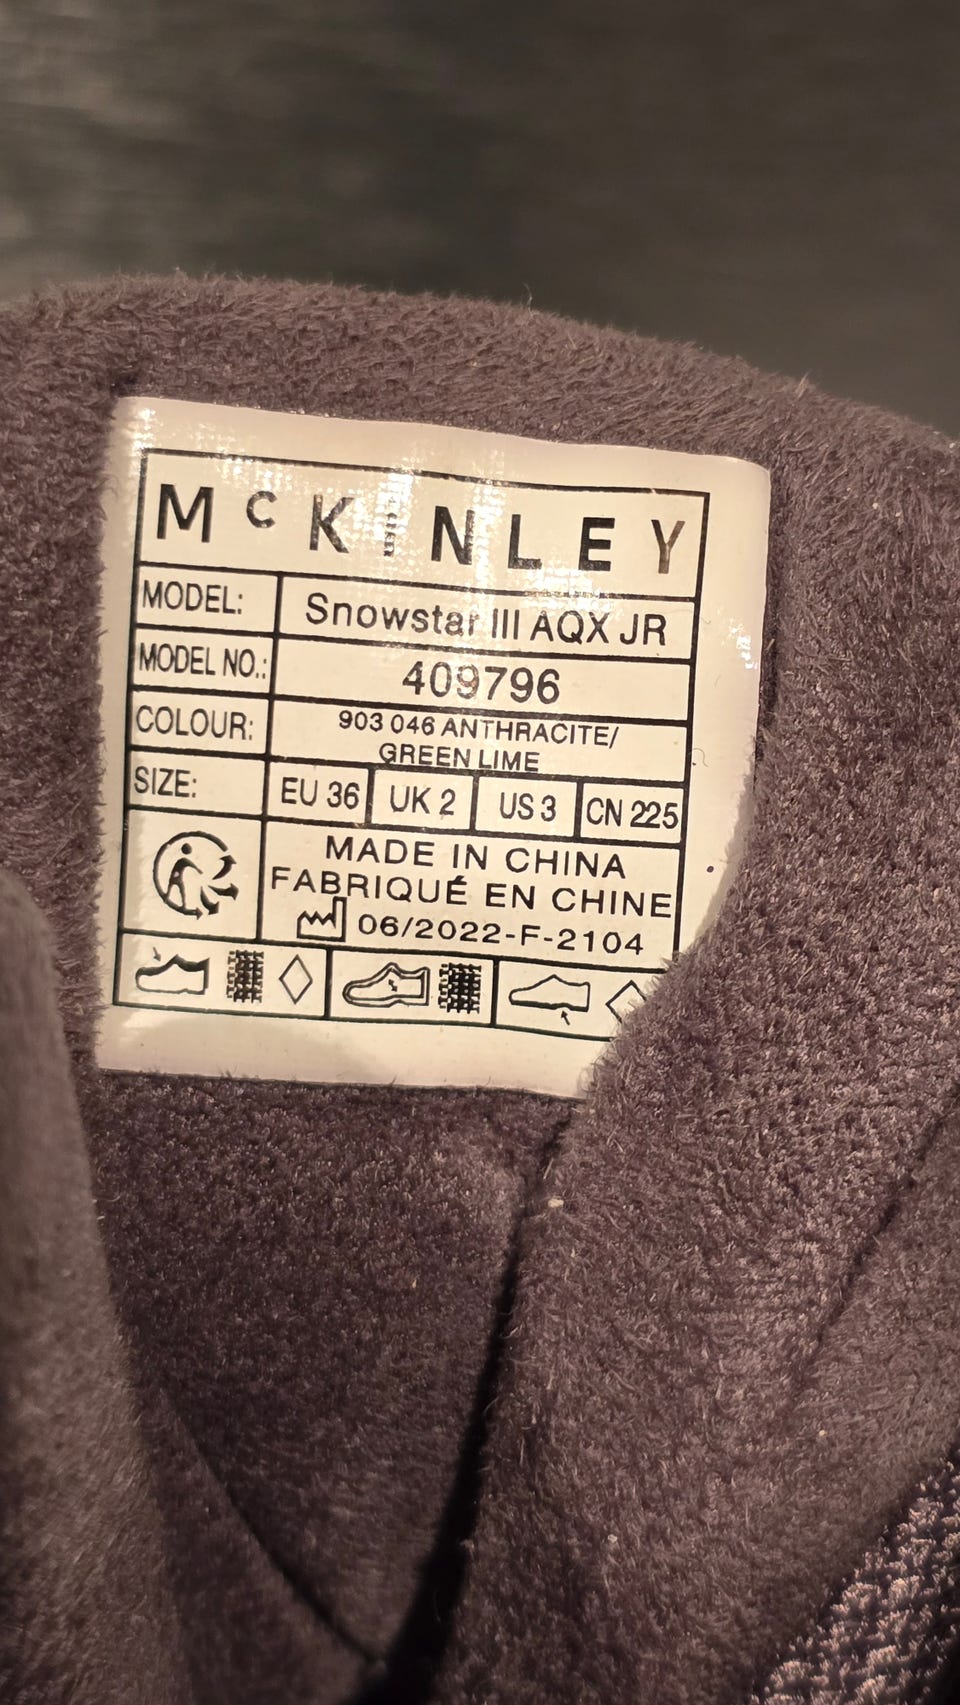 McKINLEY
MODEL: Snowstar III AQX JR
MODEL NO.: 409796
COLOUR: 903 046 ANTHRACITE/
GREEN LIME
SIZE: EU 36 UK 2 US 3 CN 225
MADE IN CHINA
FABRIQUÉ EN CHINE
06/2022-F-2104